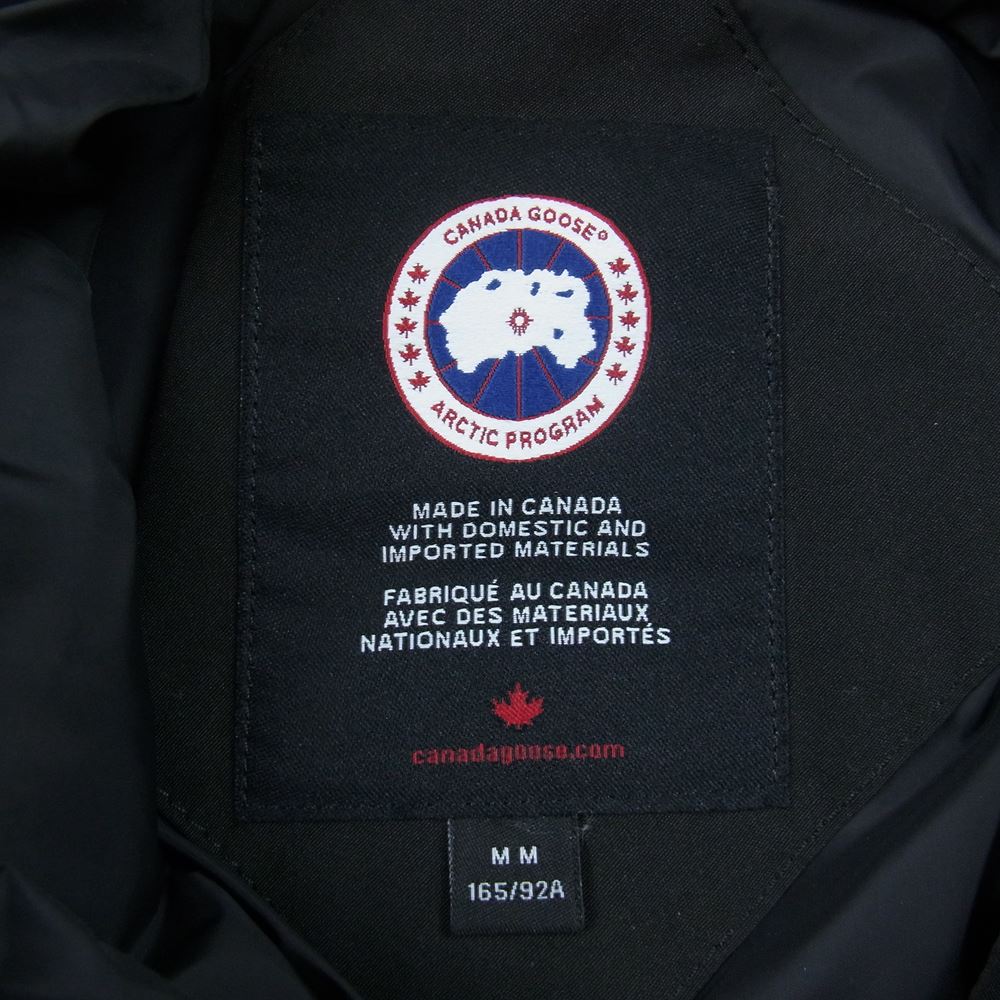 CANADA GOOSE®
ARCTIC PROGRAM
MADE IN CANADA
WITH DOMESTIC AND
IMPORTED MATERIALS
FABRIQUÉ AU CANADA
AVEC DES MATERIAUX
NATIONAUX ET IMPORTÉS
canadagoose.com
M M
165/92A